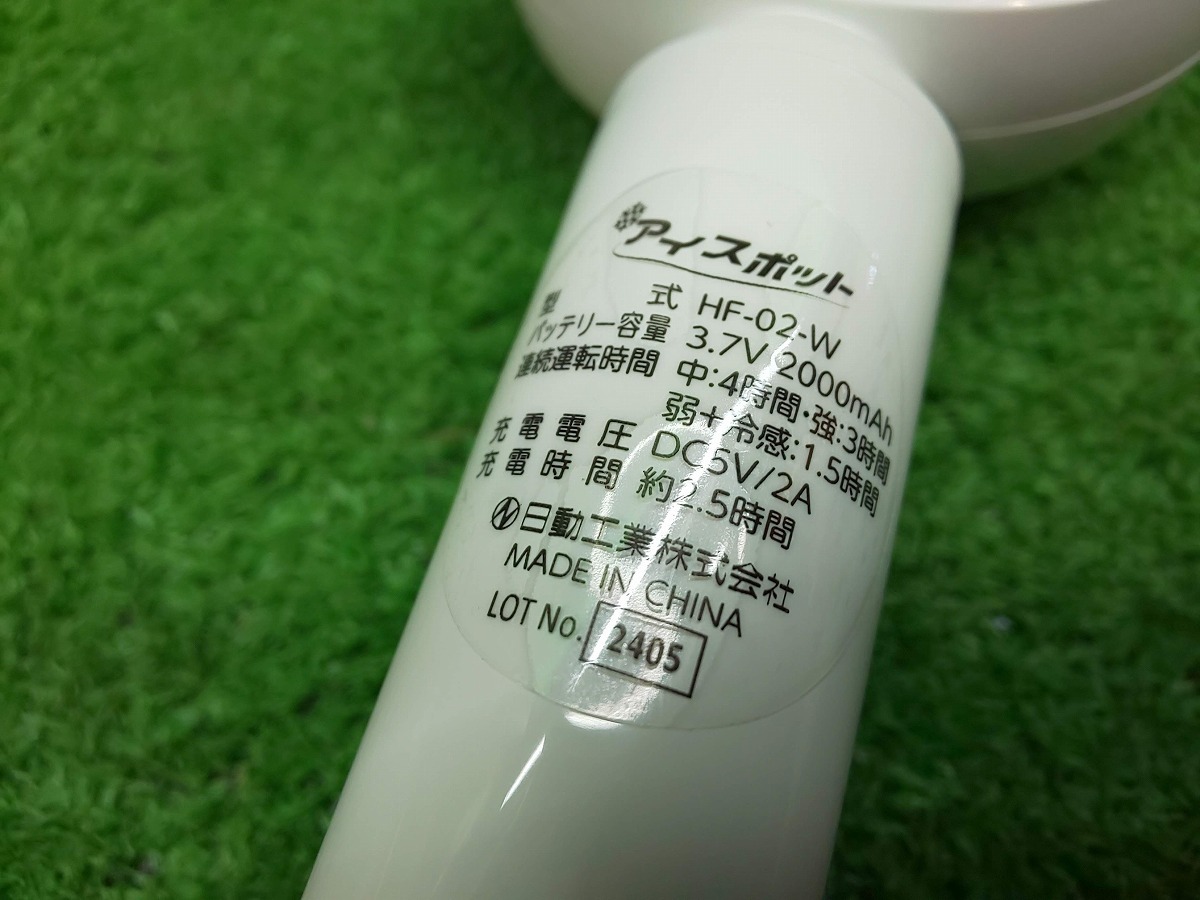 アイスポット
型式 HF-02-W
バッテリー容量 3.7V 2000mAh
連続運転時間 中:4時間・強:3時間
弱+冷感:1.5時間
充電電圧 DC5V/2A
充電時間 約2.5時間
日動工業株式会社
MADE IN CHINA
LOT No. 2405